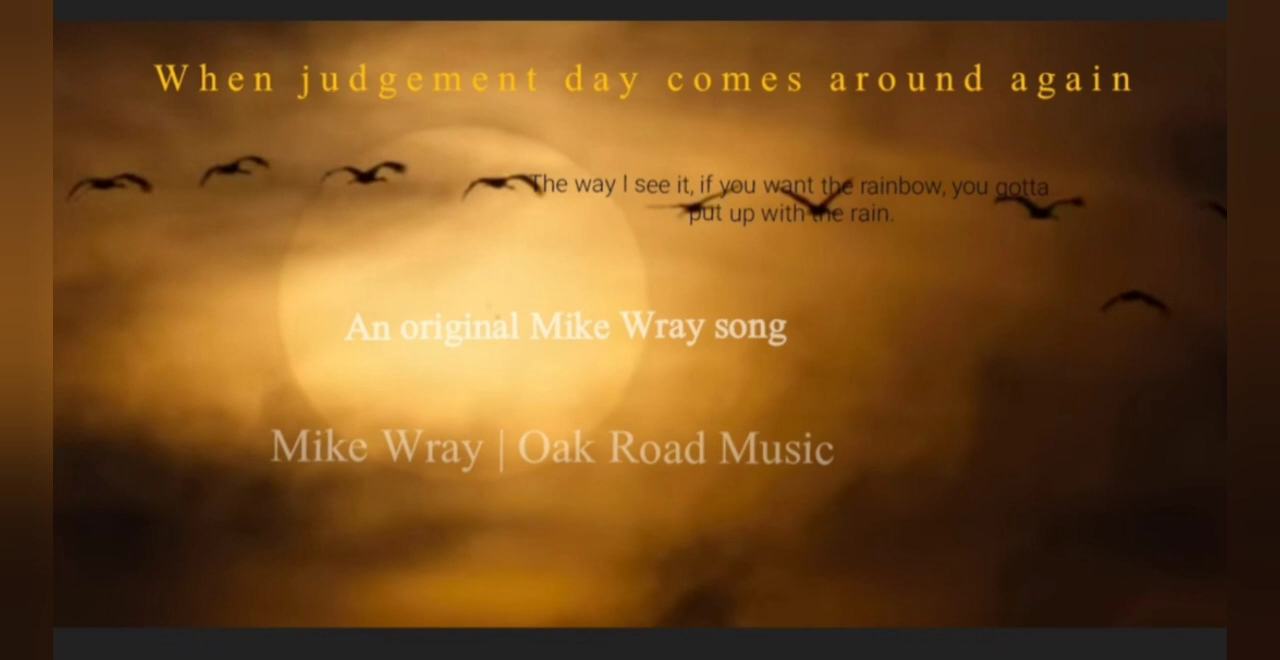 When judgement day comes around again
The way I see it, if you want the rainbow, you gotta
put up with the rain.
An original Mike Wray song
Mike Wray | Oak Road Music